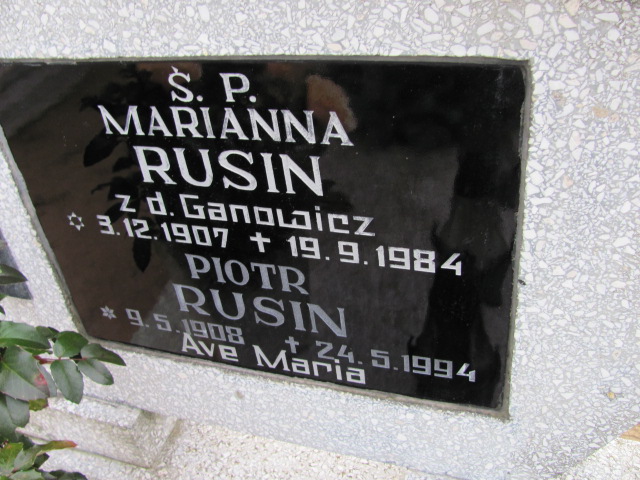 Ś. P.
MARIANNA
RUSIN
z d. Ganowicz
✡ 3.12.1907 ✝ 19.9.1984
PIOTR
RUSIN
✡ 9.5.1908 ✝ 24.5.1994
Ave Maria